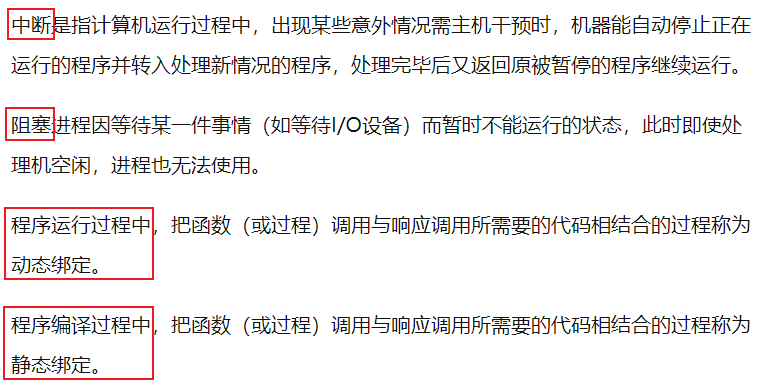 中断是指计算机运行过程中，出现某些意外情况需主机干预时，机器能自动停止正在
运行的程序并转入处理新情况的程序，处理完毕后又返回原被暂停的程序继续运行。
阻塞进程因等待某一件事情（如等待I/O设备）而暂时不能运行的状态，此时即使处
理机空闲，进程也无法使用。
程序运行过程中，把函数（或过程）调用与响应调用所需要的代码相结合的过程称为
动态绑定。
程序编译过程中，把函数（或过程）调用与响应调用所需要的代码相结合的过程称为
静态绑定。